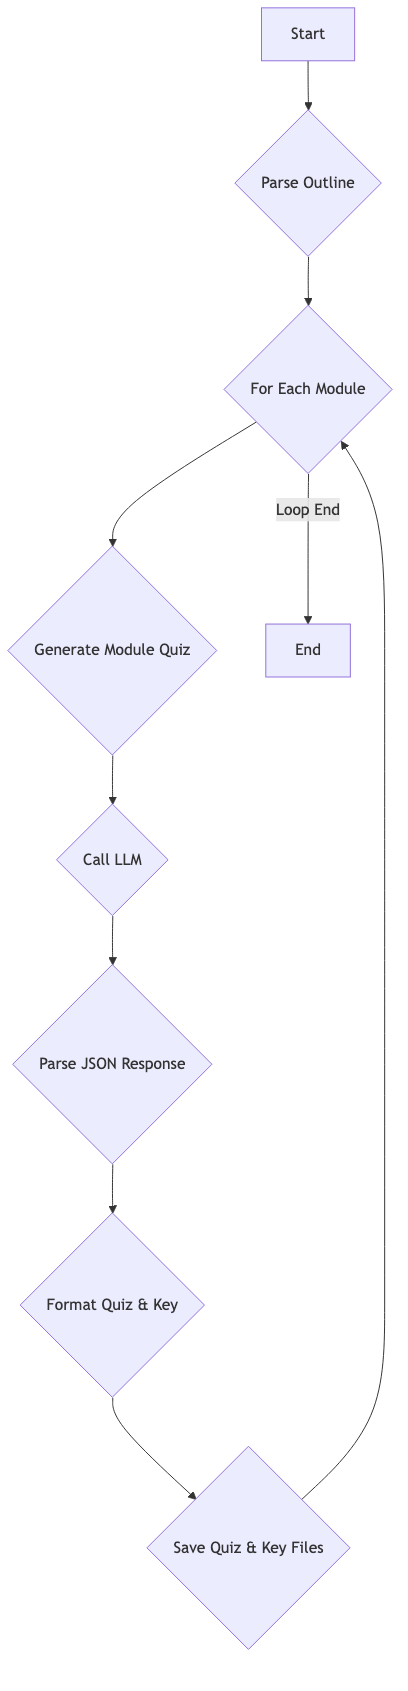 Start
Parse Outline
For Each Module
Loop End
Generate Module Quiz
End
Call LLM
Parse JSON Response
Format Quiz & Key
Save Quiz & Key Files